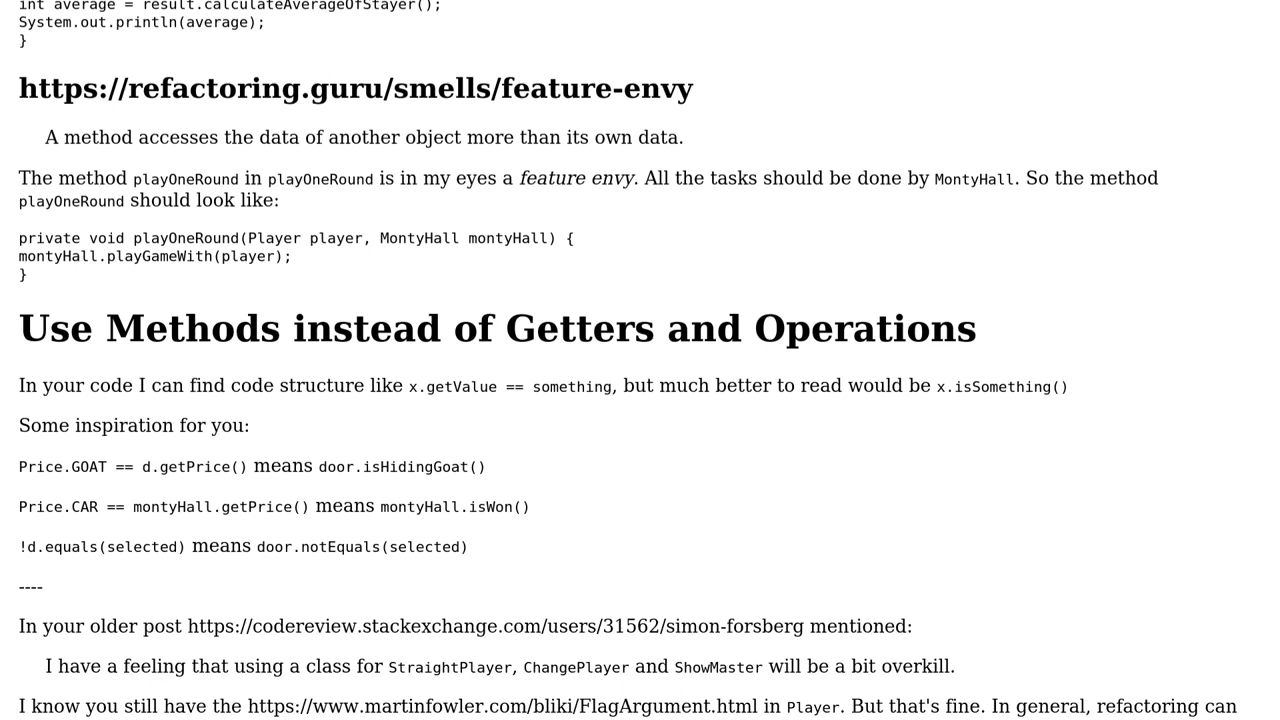 int average = result.calculateAverageOfStayer();
System.out.println(average);
}
https://refactoring.guru/smells/feature-envy
A method accesses the data of another object more than its own data.
The method playOneRound in playOneRound is in my eyes a feature envy. All the tasks should be done by MontyHall. So the method
playOneRound should look like:
private void playOneRound(Player player, MontyHall montyHall) {
montyHall.playGameWith(player);
}
Use Methods instead of Getters and Operations
In your code I can find code structure like x.getValue == something, but much better to read would be x.isSomething()
Some inspiration for you:
Price.GOAT == d.getPrice() means door.isHidingGoat()
Price.CAR == montyHall.getPrice() means montyHall.isWon()
!d.equals(selected) means door.notEquals(selected)
----
In your older post https://codereview.stackexchange.com/users/31562/simon-forsberg mentioned:
I have a feeling that using a class for StraightPlayer, ChangePlayer and ShowMaster will be a bit overkill.
I know you still have the https://www.martinfowler.com/bliki/FlagArgument.html in Player. But that's fine. In general, refactoring can